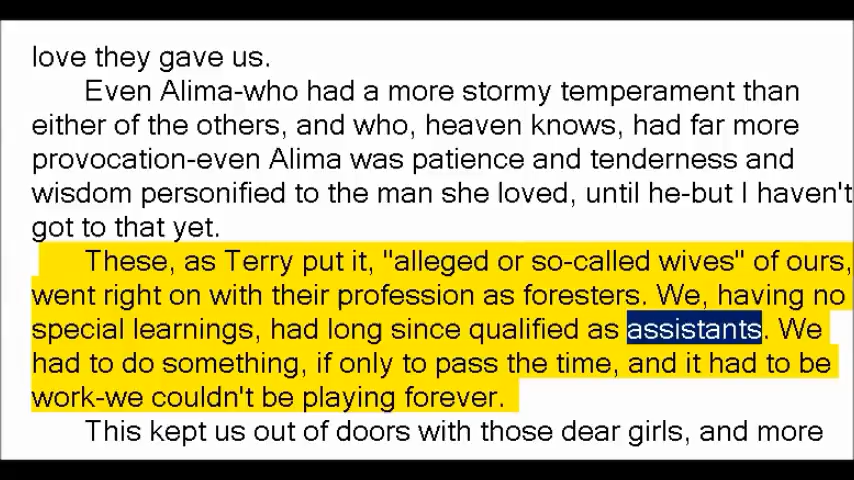 love they gave us.
Even Alima-who had a more stormy temperament than
either of the others, and who, heaven knows, had far more
provocation-even Alima was patience and tenderness and
wisdom personified to the man she loved, until he-but I haven't
got to that yet.
These, as Terry put it, "alleged or so-called wives" of ours,
went right on with their profession as foresters. We, having no
special learnings, had long since qualified as assistants. We
had to do something, if only to pass the time, and it had to be
work-we couldn't be playing forever.
This kept us out of doors with those dear girls, and more